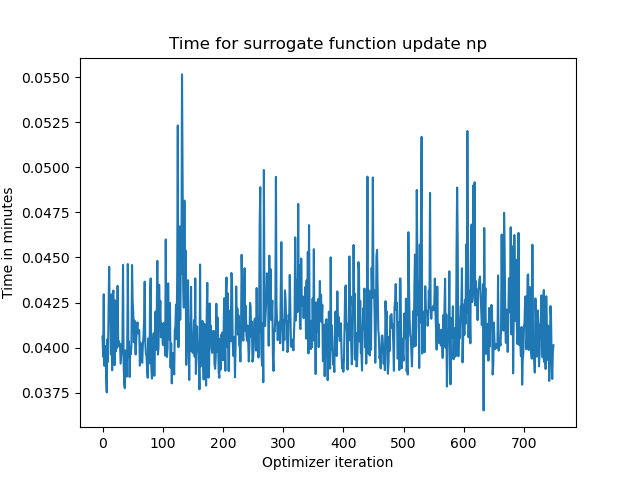 Time for surrogate function update np
0.0550
0.0525
0.0500
0.0475
0.0450
0.0425
0.0400
0.0375
Time in minutes
0 100 200 300 400 500 600 700
Optimizer iteration